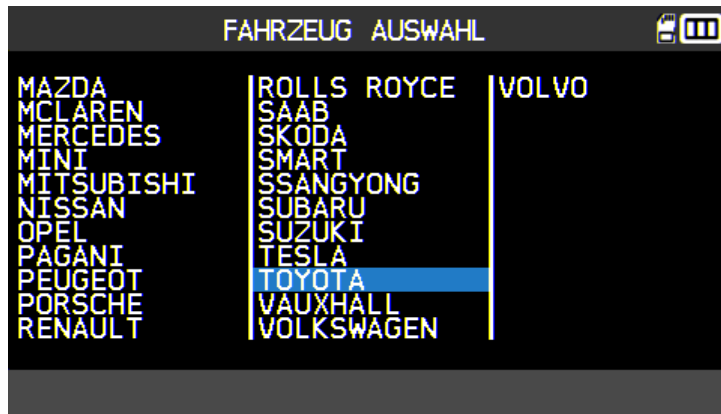 FAHRZEUG AUSWAHL
MAZDA
MCLAREN
MERCEDES
MINI
MITSUBISHI
NISSAN
OPEL
PAGANI
PEUGEOT
PORSCHE
RENAULT
ROLLS ROYCE
SAAB
SKODA
SMART
SSANGYONG
SUBARU
SUZUKI
TESLA
TOYOTA
VAUXHALL
VOLKSWAGEN
VOLVO